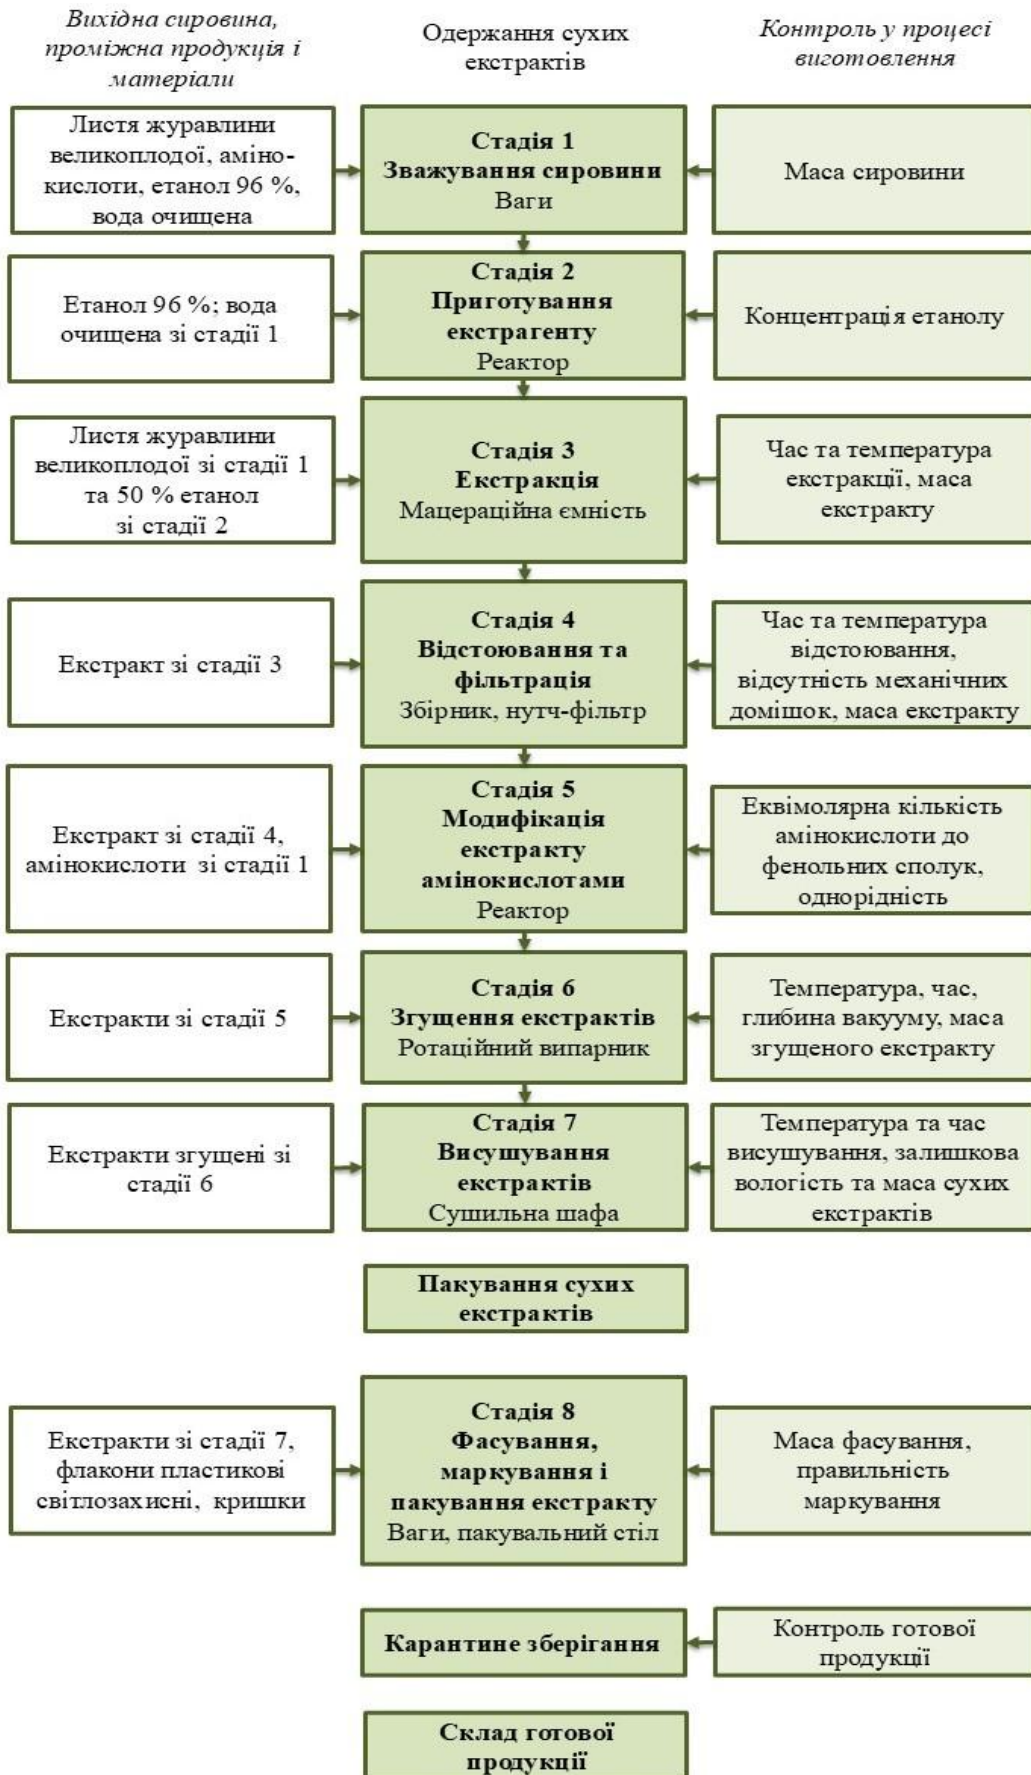 Вихідна сировина,
проміжна продукція і
матеріали
Одержання сухих
екстрактів
Контроль у процесі
виготовлення
Листя журавлини
великоплодої, аміно-
кислоти, етанол 96 %,
вода очищена
Стадія 1
Зважування сировини
Ваги
Маса сировини
Етанол 96 %; вода
очищена зі стадії 1
Стадія 2
Приготування
екстрагенту
Реактор
Концентрація етанолу
Листя журавлини
великоплодої зі стадії 1
та 50 % етанол
зі стадії 2
Стадія 3
Екстракція
Мацераційна ємність
Час та температура
екстракції, маса
екстракту
Екстракт зі стадії 3
Стадія 4
Відстоювання та
фільтрація
Збірник, нутч-фільтр
Час та температура
відстоювання,
відсутність механічних
домішок, маса екстракту
Екстракт зі стадії 4,
амінокислоти зі стадії 1
Стадія 5
Модифікація
екстракту
амінокислотами
Реактор
Еквімолярна кількість
амінокислоти до
фенольних сполук,
однорідність
Екстракти зі стадії 5
Стадія 6
Згущення екстрактів
Ротаційний випарник
Температура, час,
глибина вакууму, маса
згущеного екстракту
Екстракти згущені зі
стадії 6
Стадія 7
Висушування
екстрактів
Сушильна шафа
Температура та час
висушування, залишкова
вологість та маса сухих
екстрактів
Пакування сухих
екстрактів
Екстракти зі стадії 7,
флакони пластикові
світлозахисні, кришки
Стадія 8
Фасування,
маркування і
пакування екстракту
Ваги, пакувальний стіл
Маса фасування,
правильність
маркування
Карантине зберігання
Контроль готової
продукції
Склад готової
продукції